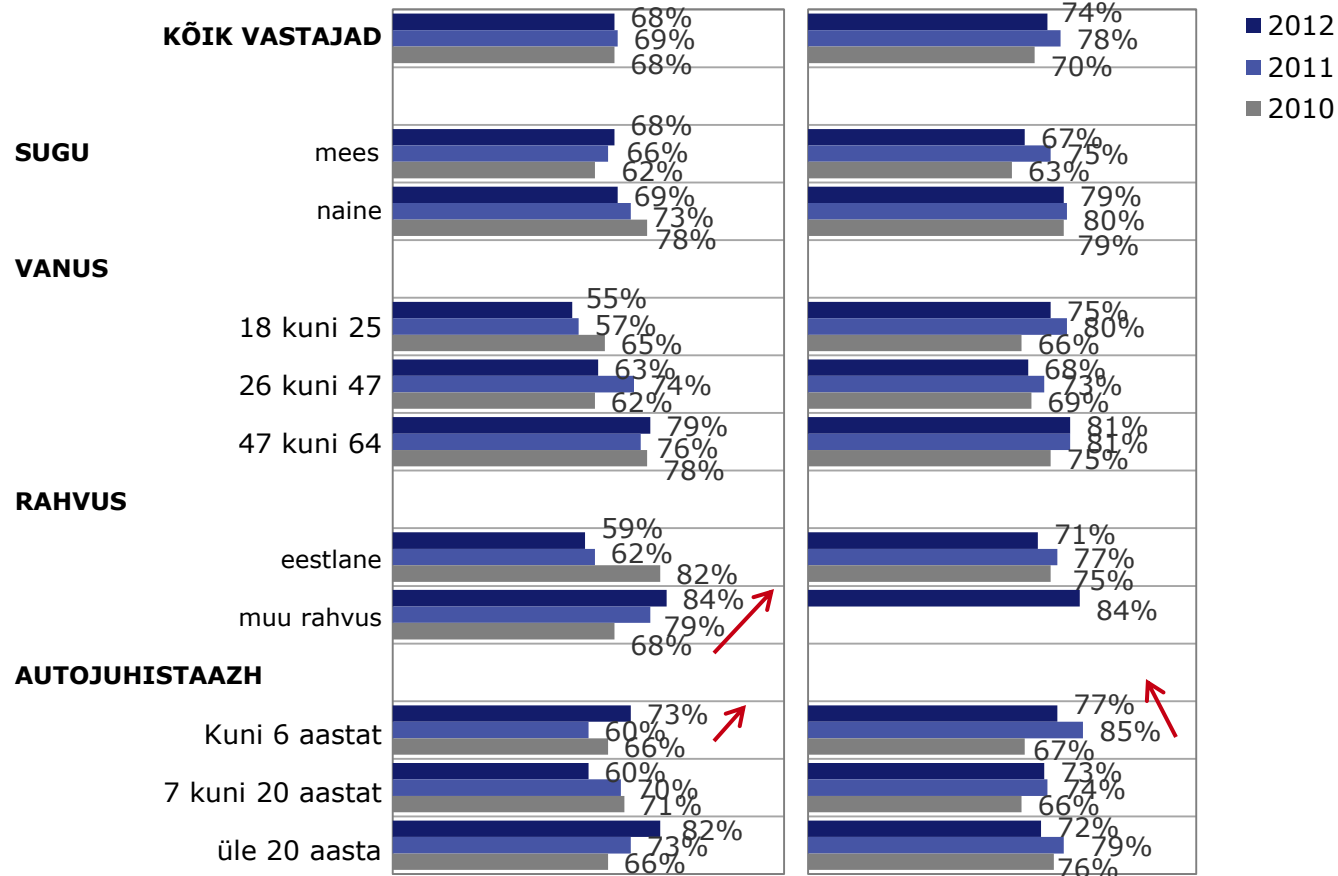 68% 74% 2012
KÕIK VASTAJAD 69% 78% 2011
68% 70% 2010
68% 67%
SUGU mees 66% 75%
62% 63%
69% 79%
naine 73% 80%
78% 79%
VANUS
55% 75%
18 kuni 25 57% 80%
65% 66%
63% 68%
26 kuni 47 74% 73%
62% 69%
79% 81%
47 kuni 64 76% 81%
78% 75%
RAHVUS
59% 71%
eestlane 62% 77%
82% 75%
84% 84%
muu rahvus 79%
68%
AUTOJUHISTAAZH
73% 77%
Kuni 6 aastat 60% 85%
66% 67%
60% 73%
7 kuni 20 aastat 70% 74%
71% 66%
82% 72%
üle 20 aasta 73% 79%
66% 76%